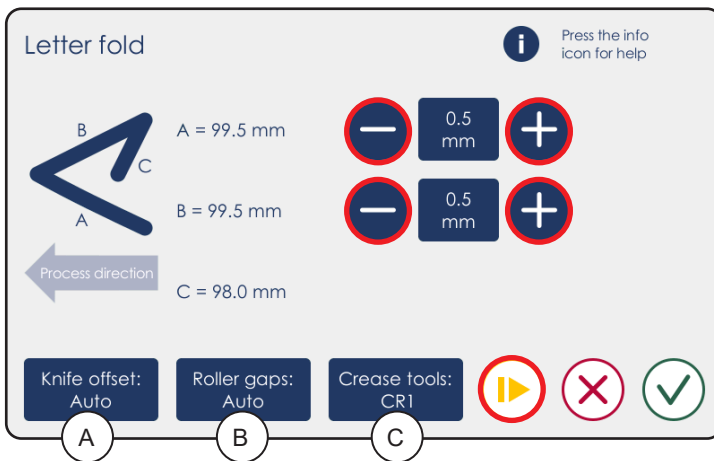 Letter fold
i
Press the info
icon for help
B
C
A
A = 99.5 mm
0.5
mm
B = 99.5 mm
0.5
mm
Process direction
C = 98.0 mm
Knife offset:
Auto
Roller gaps:
Auto
Crease tools:
CR1
A
B
C